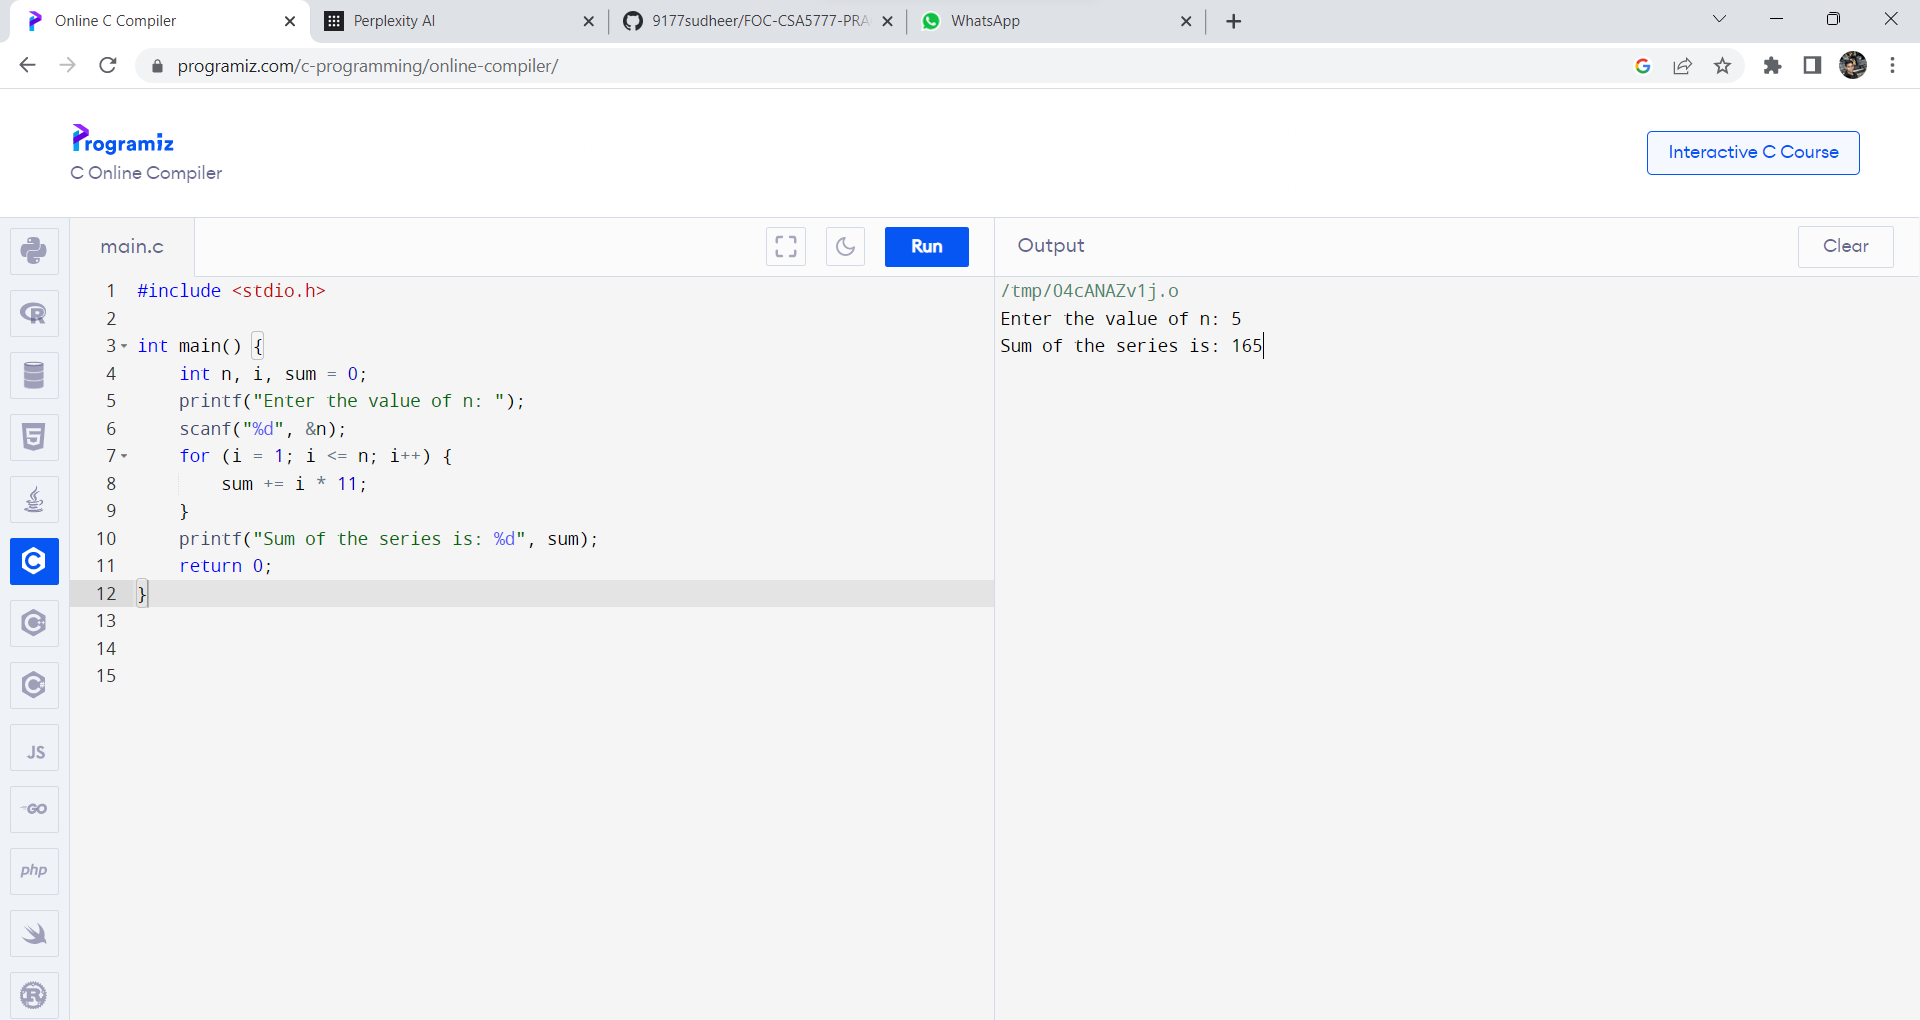 Online C Compiler
Perplexity AI
9177sudheer/FOC-CSA5777-PRA
WhatsApp
programiz.com/c-programming/online-compiler/
Programiz
C Online Compiler
Interactive C Course
main.c
Run
Output
Clear
1 #include <stdio.h>
2
3 int main() {
4     int n, i, sum = 0;
5     printf("Enter the value of n: ");
6     scanf("%d", &n);
7     for (i = 1; i <= n; i++) {
8         sum += i * 11;
9     }
10     printf("Sum of the series is: %d", sum);
11     return 0;
12 }
13
14
15
/tmp/O4cANAZv1j.o
Enter the value of n: 5
Sum of the series is: 165
JS
GO
php